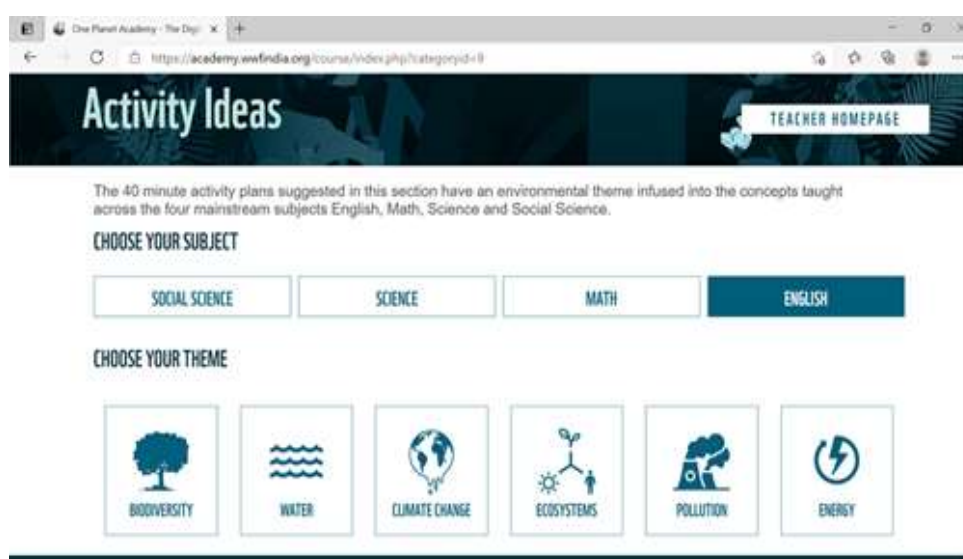 One Planet Academy - The Digi
https://academy.wwfindia.org/course/index.php?categoryid=9
Activity Ideas
TEACHER HOMEPAGE
The 40 minute activity plans suggested in this section have an environmental theme infused into the concepts taught
across the four mainstream subjects English, Math, Science and Social Science.
CHOOSE YOUR SUBJECT
SOCIAL SCIENCE
SCIENCE
MATH
ENGLISH
CHOOSE YOUR THEME
BIODIVERSITY
WATER
CLIMATE CHANGE
ECOSYSTEMS
POLLUTION
ENERGY